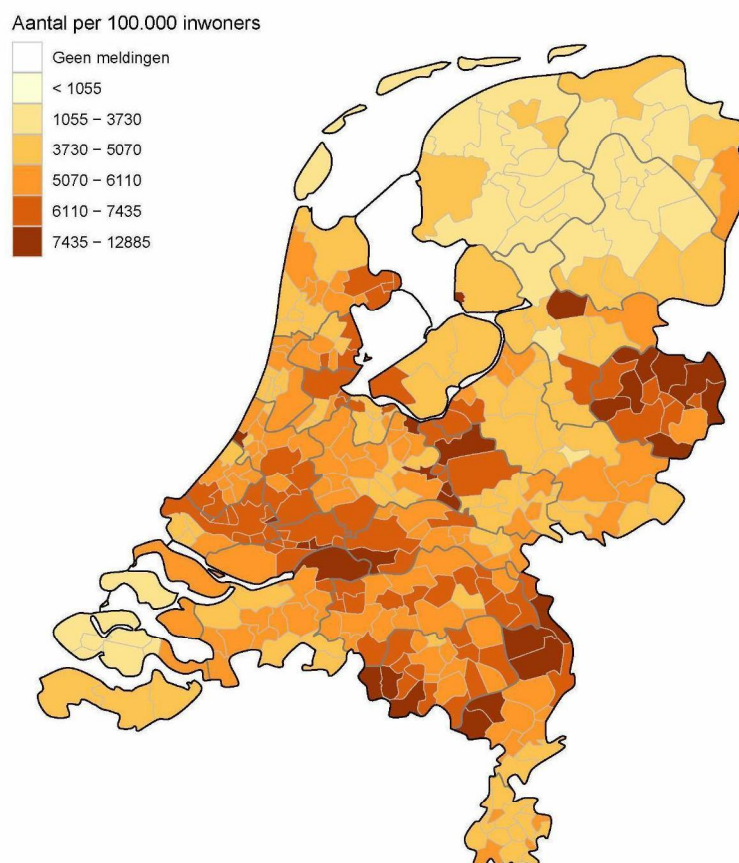 Aantal per 100.000 inwoners
Geen meldingen
< 1055
1055 – 3730
3730 – 5070
5070 – 6110
6110 – 7435
7435 – 12885